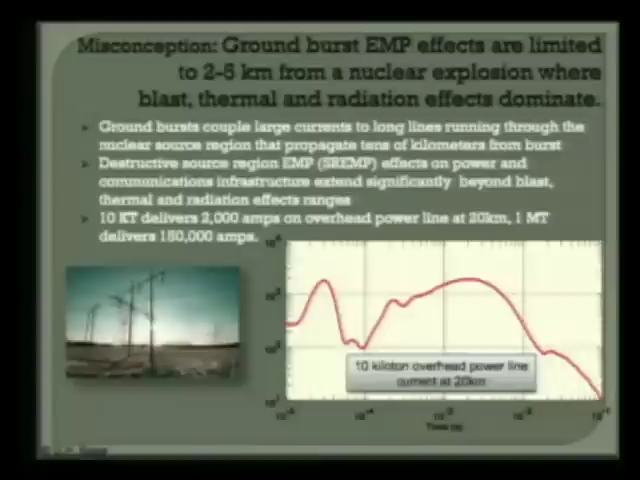 Misconception: Ground burst EMP effects are limited
to 2-5 km from a nuclear explosion where
blast, thermal and radiation effects dominate.
Ground bursts couple large currents to long lines running through the
nuclear source region that propagate tens of kilometers from burst
Destructive source region EMP (SREMP) effects on power and
communications infrastructure extend significantly beyond blast,
thermal and radiation effects ranges
10 KT delivers 2,000 amps on overhead power line at 20km, 1 MT
delivers 150,000 amps.
10 kiloton overhead power line
current at 20km
Time (s)